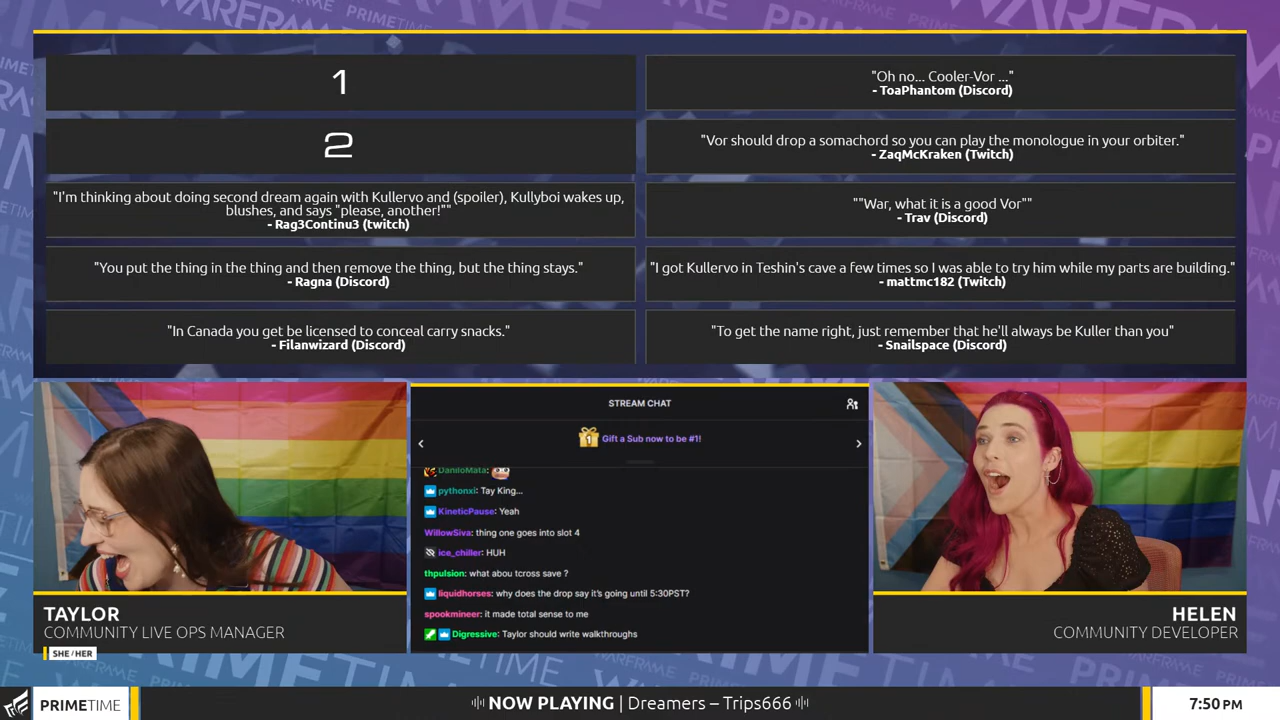 1
"Oh no... Cooler-Vor ..."
- ToaPhantom (Discord)
2
"Vor should drop a somachord so you can play the monologue in your orbiter."
- ZaqMcKraken (Twitch)
"I'm thinking about doing second dream again with Kullervo and (spoiler), Kullyboi wakes up,
blushes, and says "please, another!""
- Rag3Continu3 (twitch)
""War, what it is a good Vor""
- Trav (Discord)
"You put the thing in the thing and then remove the thing, but the thing stays."
- Ragna (Discord)
"I got Kullervo in Teshin's cave a few times so I was able to try him while my parts are building."
- mattmc182 (Twitch)
"In Canada you get be licensed to conceal carry snacks."
- Filanwizard (Discord)
"To get the name right, just remember that he'll always be Kuller than you"
- Snailspace (Discord)
STREAM CHAT
1 Gift a Sub now to be #1!
DaniloMata:
pythonxi: Tay King...
KineticPause: Yeah
WillowSiva: thing one goes into slot 4
ice_chiller: HUH
thpulsion: what abou tcross save ?
liquidhorses: why does the drop say it's going until 5:30PST?
spookmineer: it made total sense to me
Digressive: Taylor should write walkthroughs
TAYLOR
COMMUNITY LIVE OPS MANAGER
SHE/HER
HELEN
COMMUNITY DEVELOPER
PRIMETIME
NOW PLAYING | Dreamers – Trips666
7:50 PM